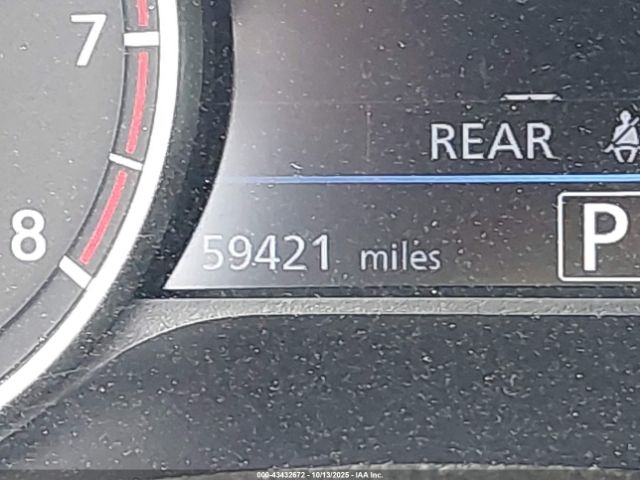 7
REAR
8
59421 miles
P
000-43432672 - 10/13/2025 - IAA Inc.